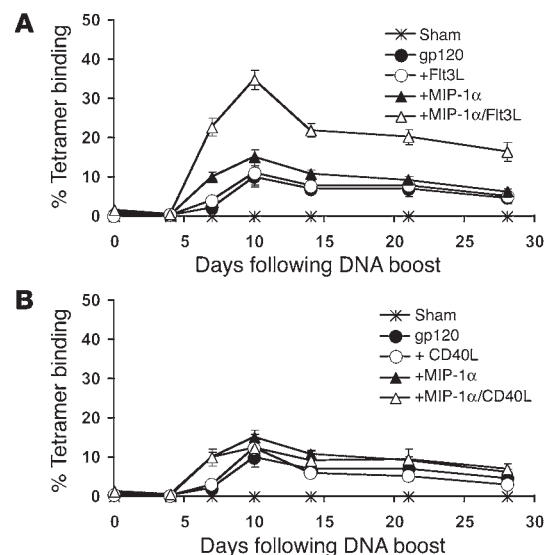 A
50
40
30
20
10
0
% Tetramer binding
Sham
gp120
+Flt3L
+MIP-1α
+MIP-1α/Flt3L
0 5 10 15 20 25 30
Days following DNA boost
B
50
40
30
20
10
0
% Tetramer binding
Sham
gp120
+ CD40L
+MIP-1α
+MIP-1α/CD40L
0 5 10 15 20 25 30
Days following DNA boost